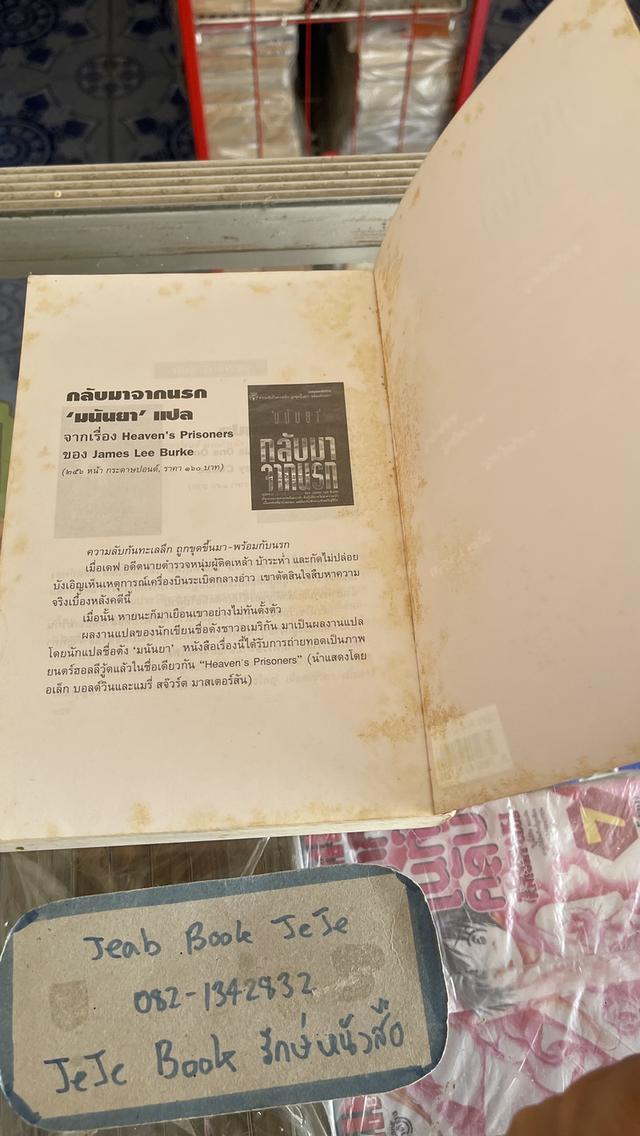 กลับมาจากนรก
'มนันยา' แปล
จากเรื่อง Heaven's Prisoners
ของ James Lee Burke
(๒๕๖ หน้า กระดาษปอนด์, ราคา ๑๖๐ บาท)
'มนันยา'
กลับมา
จากนรก
ความลับก้นทะเลลึก ถูกขุดขึ้นมา-พร้อมกับนรก
เมื่อเดฟ อดีตนายตำรวจหนุ่มผู้ติดเหล้า บ้าระห่ำ และกัดไม่ปล่อย
บังเอิญเห็นเหตุการณ์เครื่องบินระเบิดกลางอ่าว เขาตัดสินใจสืบหาความ
จริงเบื้องหลังคดีนี้
เมื่อนั้น หายนะก็มาเยือนเขาอย่างไม่ทันตั้งตัว
ผลงานแปลของนักเขียนชื่อดังชาวอเมริกัน มาเป็นผลงานแปล
โดยนักแปลชื่อดัง 'มนันยา' หนังสือเรื่องนี้ได้รับการถ่ายทอดเป็นภาพ
ยนตร์ฮอลลีวู้ดแล้วในชื่อเดียวกัน "Heaven's Prisoners" (นำแสดงโดย
อเล็ก บอลด์วินและแมรี่ สจ๊วร์ต มาสเตอร์สัน)
7
Jeab Book JeJe
082-1342832
JeJe Book รักษ์หนังสือ